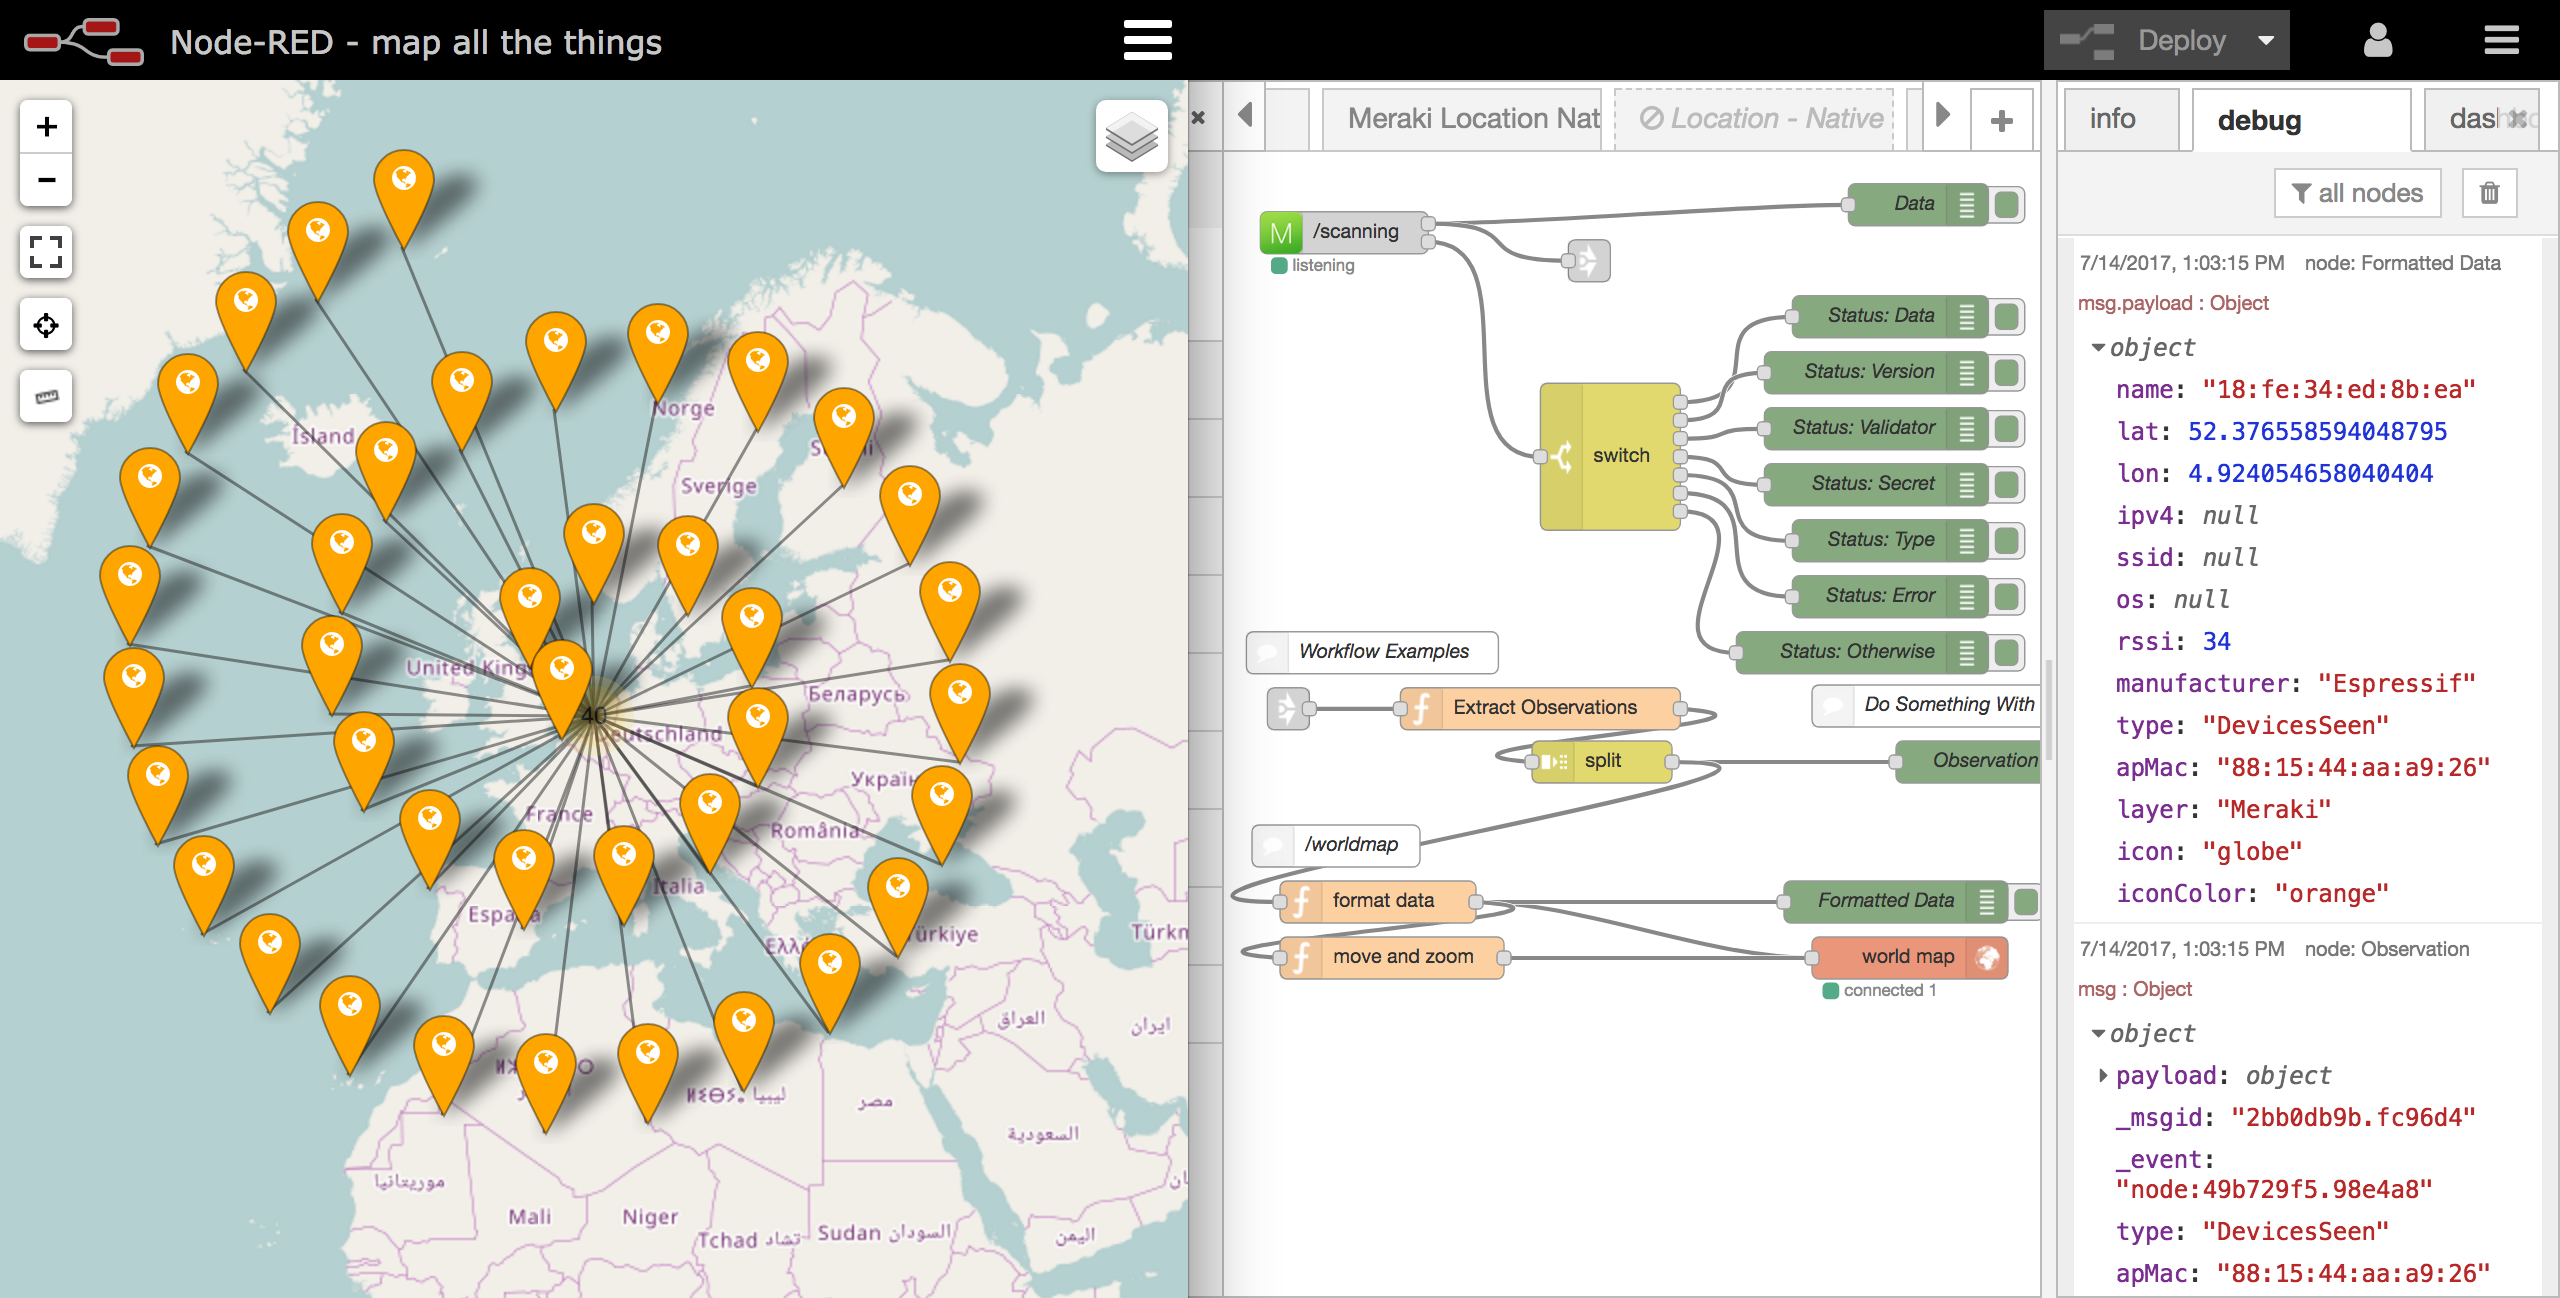 Node-RED - map all the things
Deploy
+
−
Norge
Ísland
Sverige
United King
40
Беларусь
Deutschland
Україн
France
România
Italia
España
Ελλά
Türkiye
Türkm
العراق
ایران
ليبيا
مصر
السعودية
موريتانيا
Mali
Niger
Tchad تشاد
Sudan السودان
اليمن
Meraki Location Nat
Location - Native
+
M
/scanning
listening
Data
Status: Data
Status: Version
Status: Validator
switch
Status: Secret
Status: Type
Status: Error
Status: Otherwise
Workflow Examples
f
Extract Observations
Do Something With
split
Observation
/worldmap
f
format data
Formatted Data
f
move and zoom
world map
connected 1
info
debug
dash
all nodes
7/14/2017, 1:03:15 PM node: Formatted Data
msg.payload : Object
object
name: "18:fe:34:ed:8b:ea"
lat: 52.376558594048795
lon: 4.924054658040404
ipv4: null
ssid: null
os: null
rssi: 34
manufacturer: "Espressif"
type: "DevicesSeen"
apMac: "88:15:44:aa:a9:26"
layer: "Meraki"
icon: "globe"
iconColor: "orange"
7/14/2017, 1:03:15 PM node: Observation
msg : Object
object
payload: object
_msgid: "2bb0db9b.fc96d4"
_event:
"node:49b729f5.98e4a8"
type: "DevicesSeen"
apMac: "88:15:44:aa:a9:26"